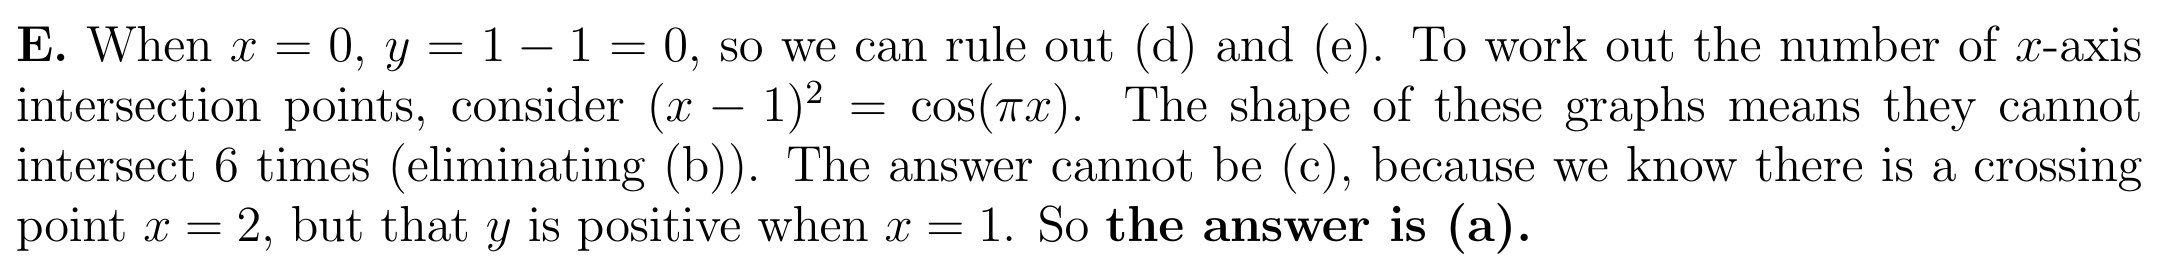 E. When x = 0, y = 1 − 1 = 0, so we can rule out (d) and (e). To work out the number of x-axis
intersection points, consider (x − 1)² = cos(πx). The shape of these graphs means they cannot
intersect 6 times (eliminating (b)). The answer cannot be (c), because we know there is a crossing
point x = 2, but that y is positive when x = 1. So the answer is (a).